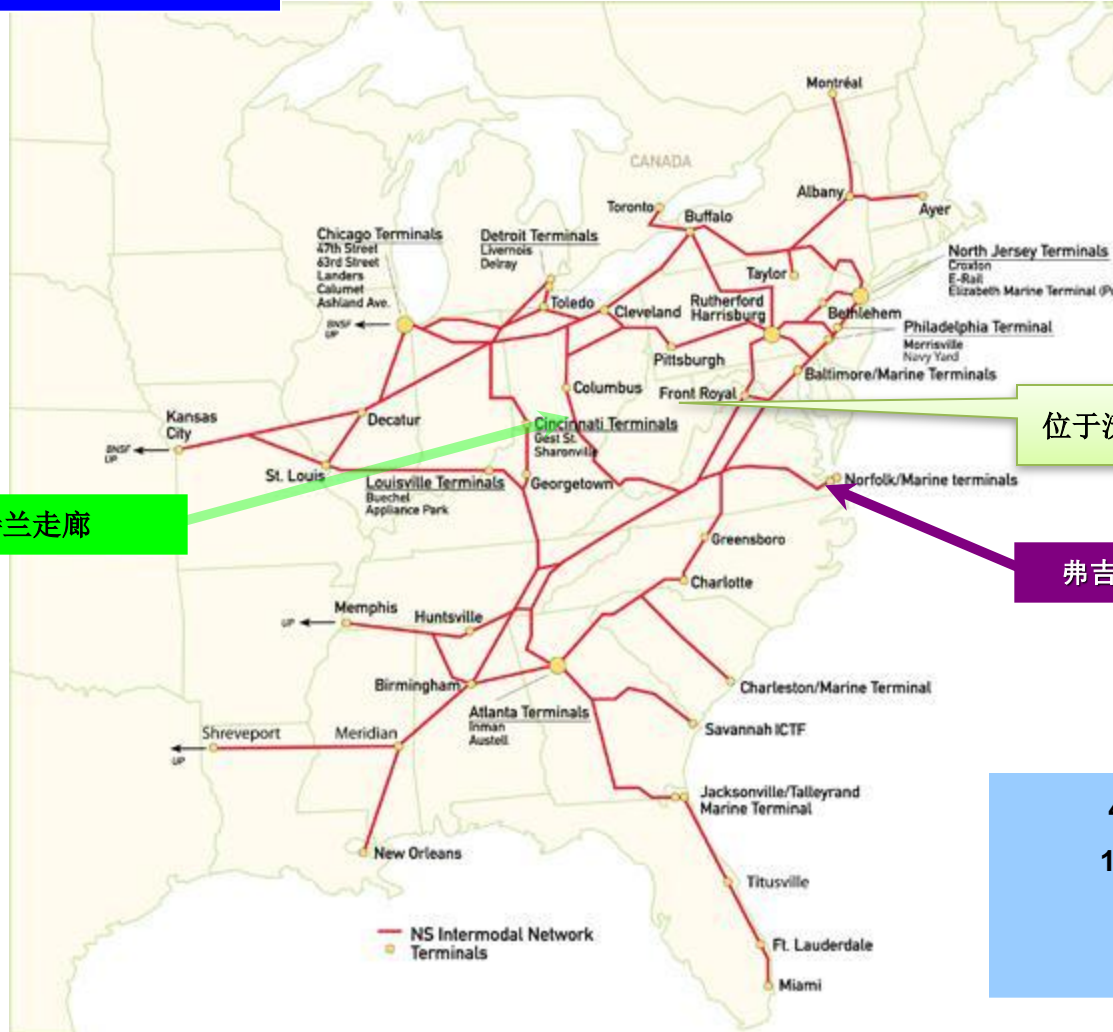 Montréal
CANADA
Albany
Ayer
Toronto
Buffalo
Chicago Terminals
47th Street
63rd Street
Landers
Calumet
Ashland Ave.
Detroit Terminals
Livernois
Delray
Taylor
North Jersey Terminals
Croxton
E-Rail
Elizabeth Marine Terminal
BNSF
UP
Toledo
Cleveland
Rutherford
Harrisburg
Bethlehem
Philadelphia Terminal
Morrisville
Navy Yard
Pittsburgh
Baltimore/Marine Terminals
Columbus
Front Royal
Kansas
City
BNSF
UP
Decatur
Cincinnati Terminals
Gest St.
Sharonville
位于
St. Louis
Louisville Terminals
Buechel
Appliance Park
Georgetown
Norfolk/Marine terminals
兰走廊
Greensboro
Charlotte
弗吉
Memphis
UP
Huntsville
Birmingham
Charleston/Marine Terminal
Atlanta Terminals
Inman
Austell
Savannah ICTF
Shreveport
UP
Meridian
Jacksonville/Talleyrand
Marine Terminal
4
1
New Orleans
Titusville
NS Intermodal Network
Terminals
Ft. Lauderdale
Miami